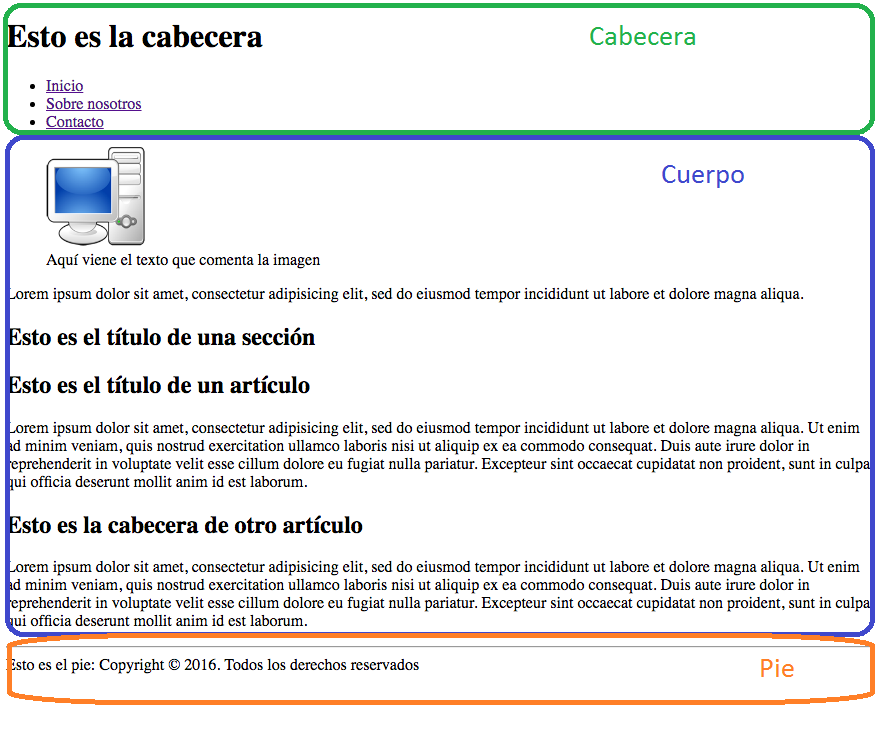 Esto es la cabecera
Cabecera
Inicio
Sobre nosotros
Contacto
Cuerpo
Aquí viene el texto que comenta la imagen
Lorem ipsum dolor sit amet, consectetur adipisicing elit, sed do eiusmod tempor incididunt ut labore et dolore magna aliqua.
Esto es el título de una sección
Esto es el título de un artículo
Lorem ipsum dolor sit amet, consectetur adipisicing elit, sed do eiusmod tempor incididunt ut labore et dolore magna aliqua. Ut enim
ad minim veniam, quis nostrud exercitation ullamco laboris nisi ut aliquip ex ea commodo consequat. Duis aute irure dolor in
reprehenderit in voluptate velit esse cillum dolore eu fugiat nulla pariatur. Excepteur sint occaecat cupidatat non proident, sunt in culpa
qui officia deserunt mollit anim id est laborum.
Esto es la cabecera de otro artículo
Lorem ipsum dolor sit amet, consectetur adipisicing elit, sed do eiusmod tempor incididunt ut labore et dolore magna aliqua. Ut enim
ad minim veniam, quis nostrud exercitation ullamco laboris nisi ut aliquip ex ea commodo consequat. Duis aute irure dolor in
reprehenderit in voluptate velit esse cillum dolore eu fugiat nulla pariatur. Excepteur sint occaecat cupidatat non proident, sunt in culpa
qui officia deserunt mollit anim id est laborum.
Esto es el pie: Copyright © 2016. Todos los derechos reservados
Pie